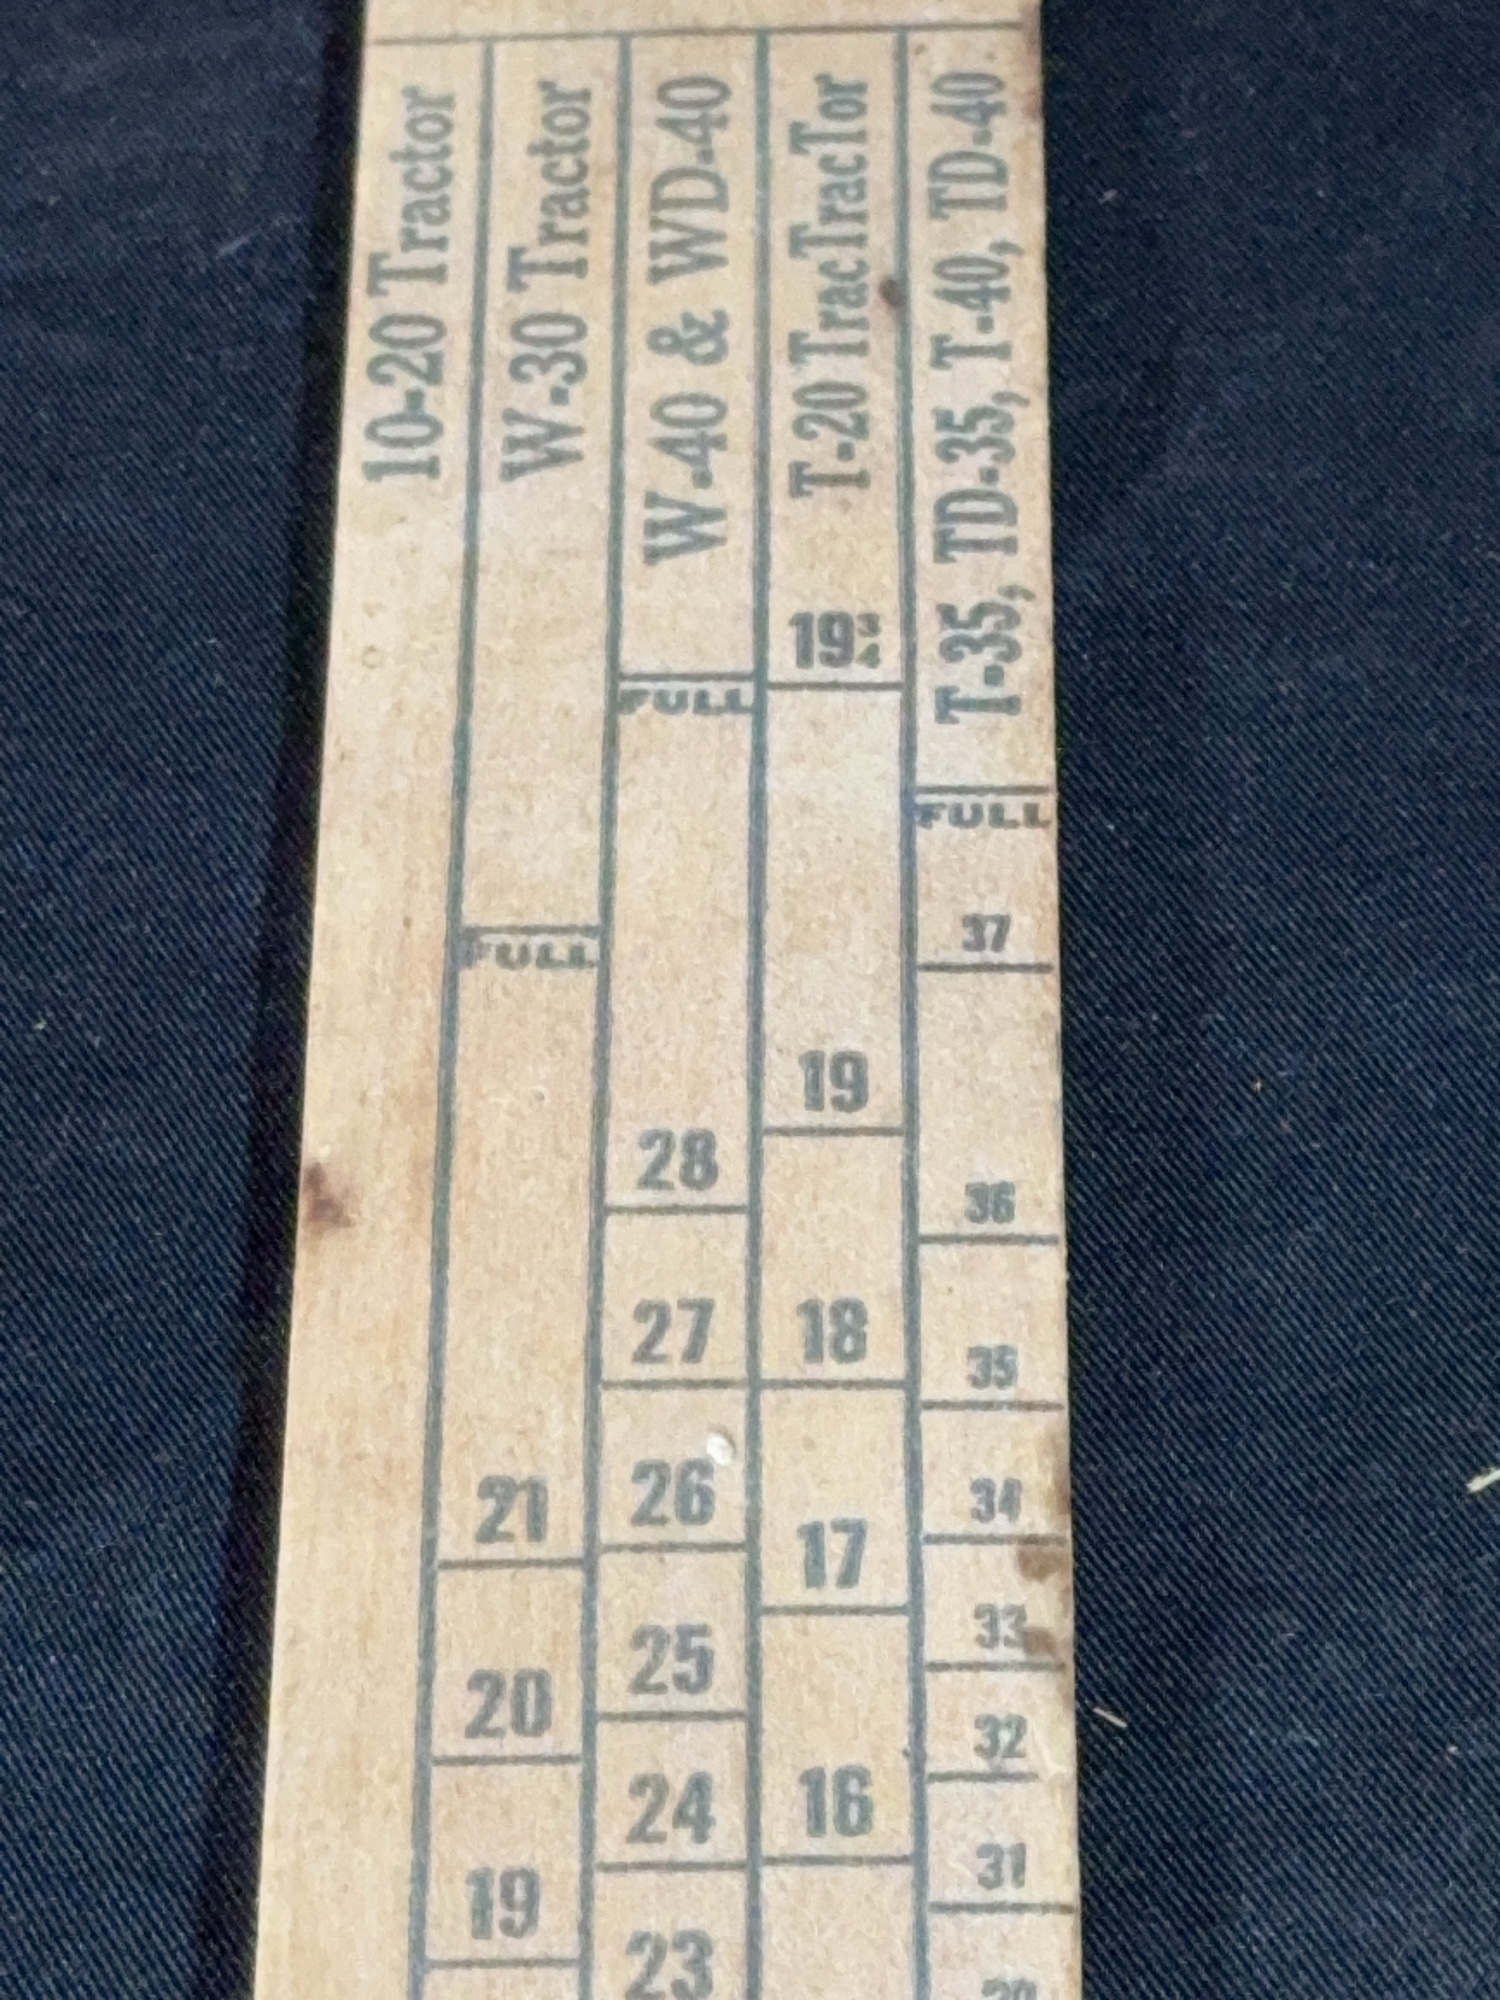 10-20 Tractor
W-30 Tractor
FULL
21
20
19
W-40 & WD-40
FULL
28
27
26
25
24
23
T-20 TracTracTor
19 3/4
19
18
17
16
T-35, TD-35, T-40, TD-40
FULL
37
36
35
34
33
32
31